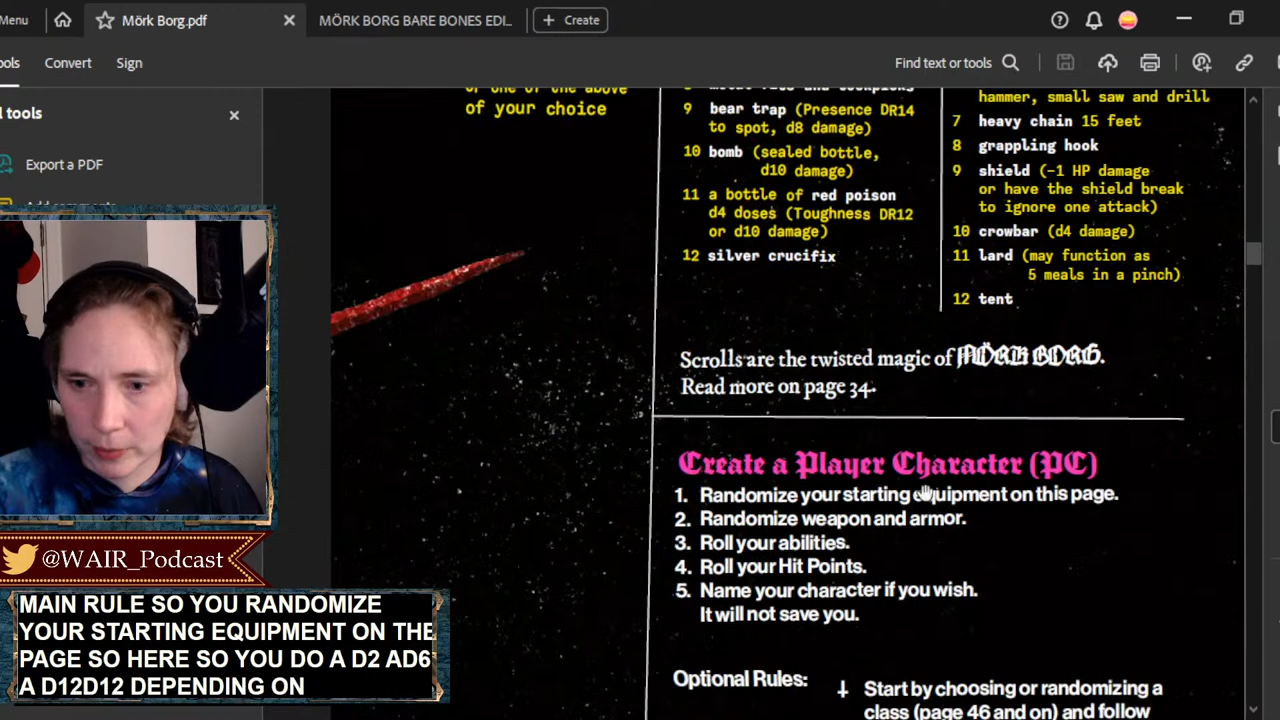 Menu
Mörk Borg.pdf
MÖRK BORG BARE BONES EDI...
Create
ols
Convert
Sign
Find text or tools
l tools
Export a PDF
of your choice
9 bear trap (Presence DR14
to spot, d8 damage)
10 bomb (sealed bottle,
d10 damage)
11 a bottle of red poison
d4 doses (Toughness DR12
or d10 damage)
12 silver crucifix
hammer, small saw and drill
7 heavy chain 15 feet
8 grappling hook
9 shield (-1 HP damage
or have the shield break
to ignore one attack)
10 crowbar (d4 damage)
11 lard (may function as
5 meals in a pinch)
12 tent
Scrolls are the twisted magic of MÖRK BORG.
Read more on page 34.
Create a Player Character (PC)
1. Randomize your starting equipment on this page.
2. Randomize weapon and armor.
3. Roll your abilities.
4. Roll your Hit Points.
5. Name your character if you wish.
It will not save you.
Optional Rules:
Start by choosing or randomizing a
class (page 46 and on) and follow
@WAIR_Podcast
MAIN RULE SO YOU RANDOMIZE
YOUR STARTING EQUIPMENT ON THE
PAGE SO HERE SO YOU DO A D2 AD6
A D12D12 DEPENDING ON